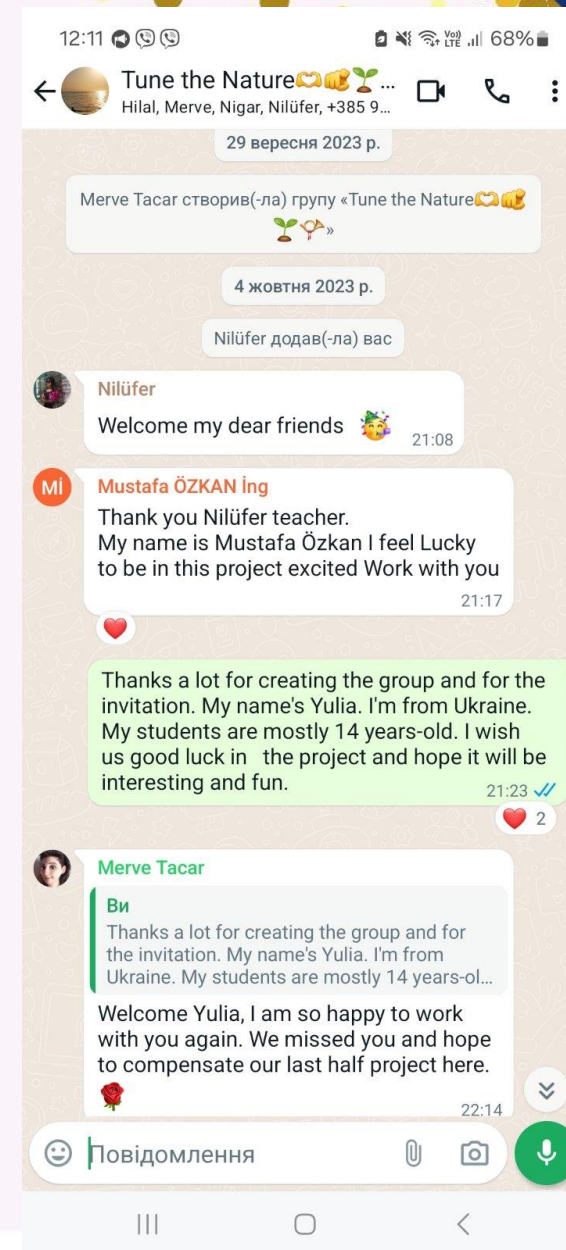 12:11 68%
Tune the Nature🫶🤜🌱...
Hilal, Merve, Nigar, Nilüfer, +385 9...
29 вересня 2023 р.
Merve Tacar створив(-ла) групу «Tune the Nature🫶🤜
🌱📯»
4 жовтня 2023 р.
Nilüfer додав(-ла) вас
Nilüfer
Welcome my dear friends 🥳
21:08
Mİ
Mustafa ÖZKAN İng
Thank you Nilüfer teacher.
My name is Mustafa Özkan I feel Lucky
to be in this project excited Work with you
21:17
Thanks a lot for creating the group and for the
invitation. My name's Yulia. I'm from Ukraine.
My students are mostly 14 years-old. I wish
us good luck in the project and hope it will be
interesting and fun.
21:23
2
Merve Tacar
Ви
Thanks a lot for creating the group and for
the invitation. My name's Yulia. I'm from
Ukraine. My students are mostly 14 years-ol...
Welcome Yulia, I am so happy to work
with you again. We missed you and hope
to compensate our last half project here.
🌹
22:14
Повідомлення